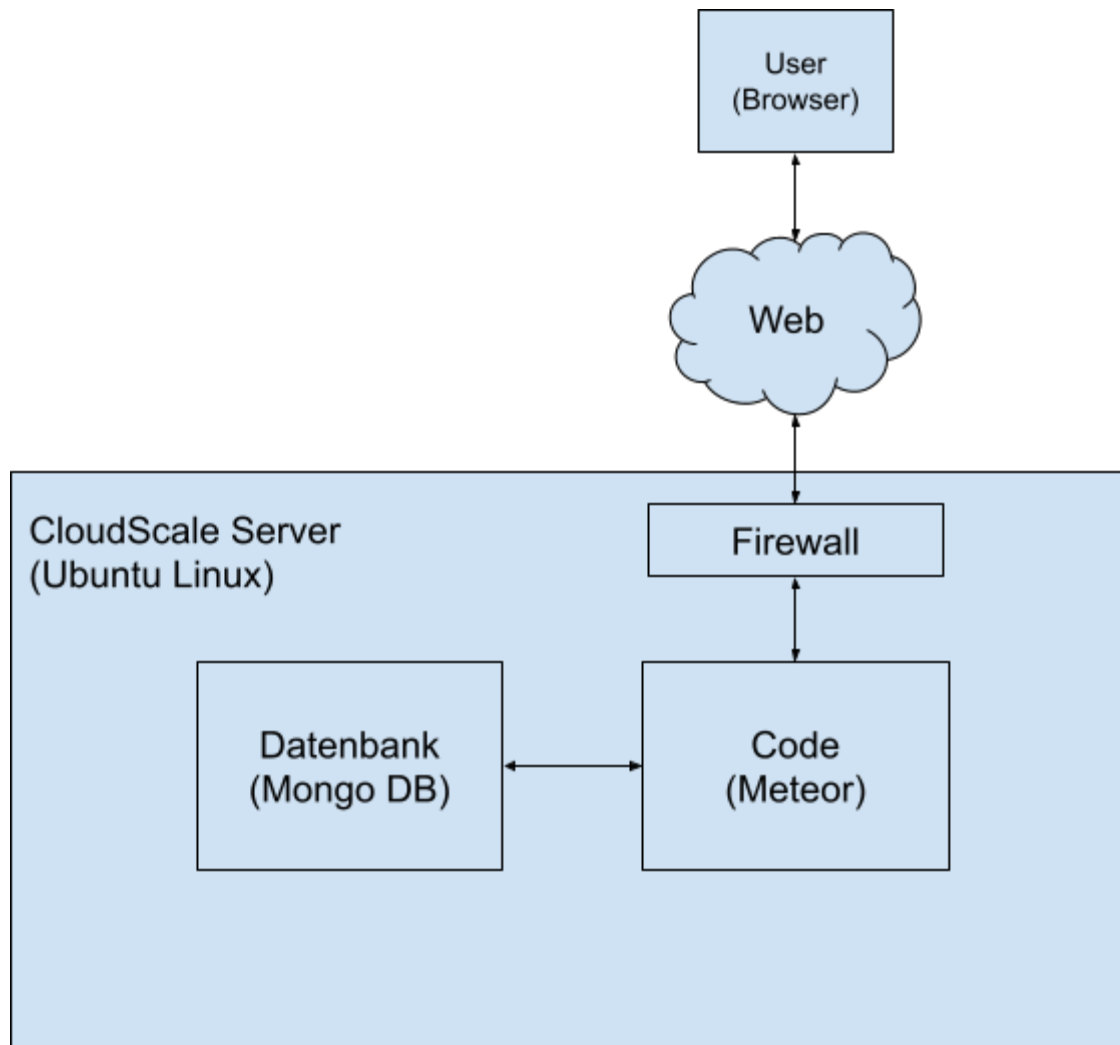 User
(Browser)
Web
CloudScale Server
(Ubuntu Linux)
Firewall
Datenbank
(Mongo DB)
Code
(Meteor)